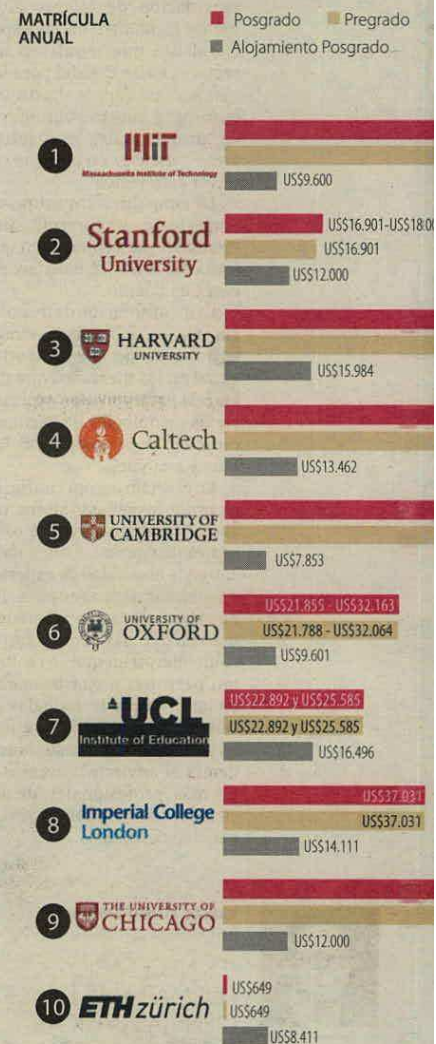 MATRÍCULA
ANUAL
Posgrado
Pregrado
Alojamiento Posgrado
1
MIT
Massachusetts Institute of Technology
US$9.600
2
Stanford
University
US$16.901-US$18.00
US$16.901
US$12.000
3
HARVARD
UNIVERSITY
US$15.984
4
Caltech
US$13.462
5
UNIVERSITY OF
CAMBRIDGE
US$7.853
6
UNIVERSITY OF
OXFORD
US$21.855 - US$32.163
US$21.788 - US$32.064
US$9.601
7
UCL
Institute of Education
US$22.892 y US$25.585
US$22.892 y US$25.585
US$16.496
8
Imperial College
London
US$37.031
US$37.031
US$14.111
9
THE UNIVERSITY OF
CHICAGO
US$12.000
10
ETH zürich
US$649
US$649
US$8.411